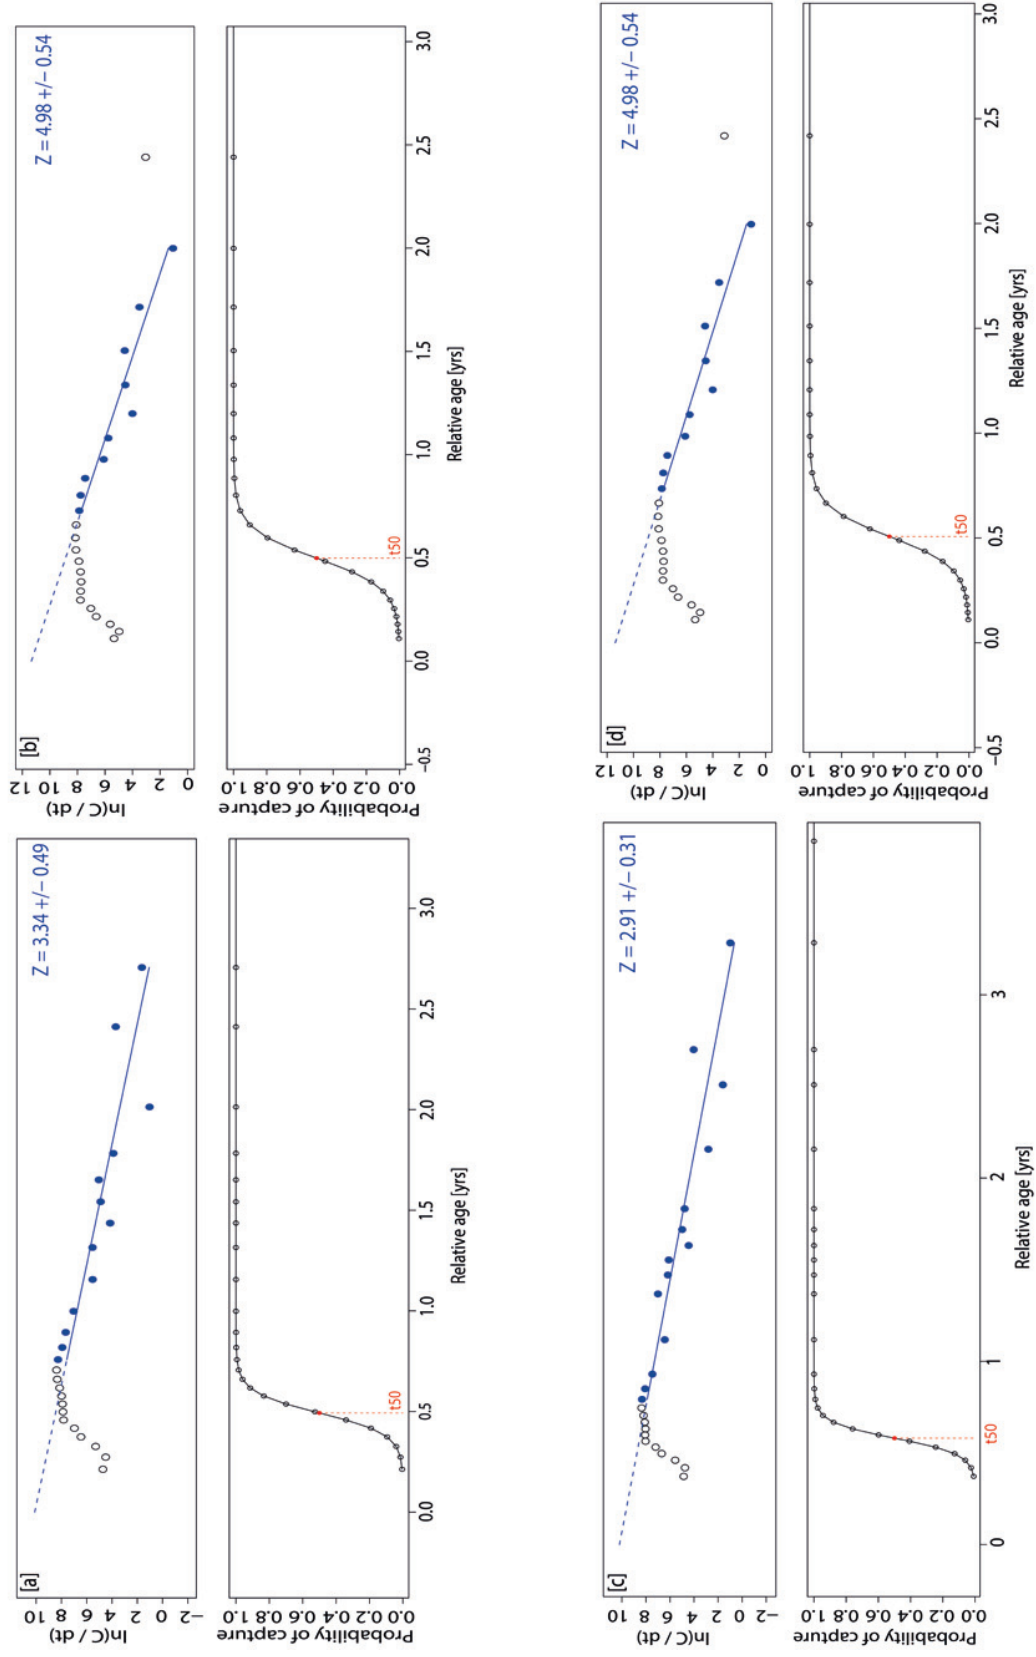 [a]
Z = 3.34 +/– 0.49
ln(C / dt)
10
8
6
4
2
0
–2
Probability of capture
1.0
0.8
0.6
0.4
0.2
0.0
t50
0.0 0.5 1.0 1.5 2.0 2.5 3.0
Relative age [yrs]
[b]
Z = 4.98 +/– 0.54
ln(C / dt)
12
10
8
6
4
2
0
Probability of capture
1.0
0.8
0.6
0.4
0.2
0.0
t50
–0.5 0.0 0.5 1.0 1.5 2.0 2.5 3.0
Relative age [yrs]
[c]
Z = 2.91 +/– 0.31
ln(C / dt)
10
8
6
4
2
0
–2
Probability of capture
1.0
0.8
0.6
0.4
0.2
0.0
t50
0 1 2 3
Relative age [yrs]
[d]
Z = 4.98 +/– 0.54
ln(C / dt)
12
10
8
6
4
2
0
Probability of capture
1.0
0.8
0.6
0.4
0.2
0.0
t50
–0.5 0.0 0.5 1.0 1.5 2.0 2.5 3.0
Relative age [yrs]